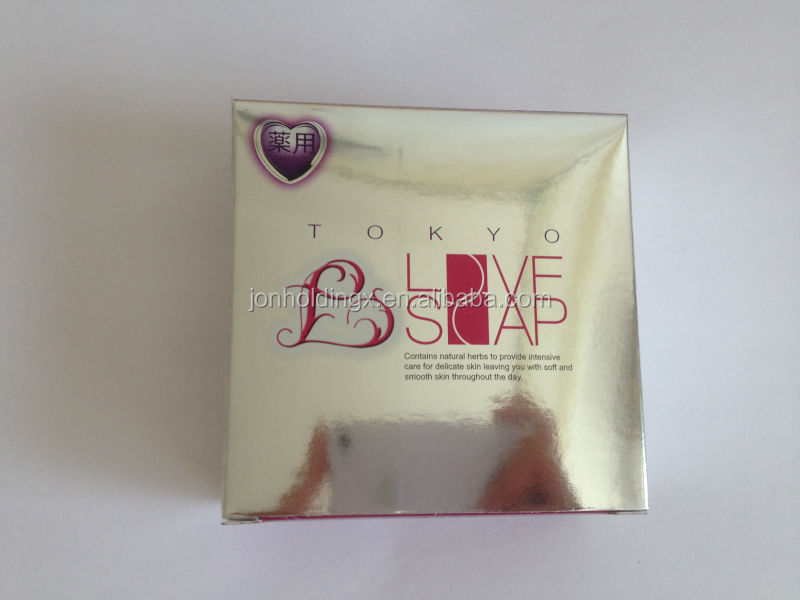 薬用
TOKYO
Ls LOVE
SOAP
jonholdingx.en.alibaba.com
Contains natural herbs to provide intensive
care for delicate skin leaving you with soft and
smooth skin throughout the day.